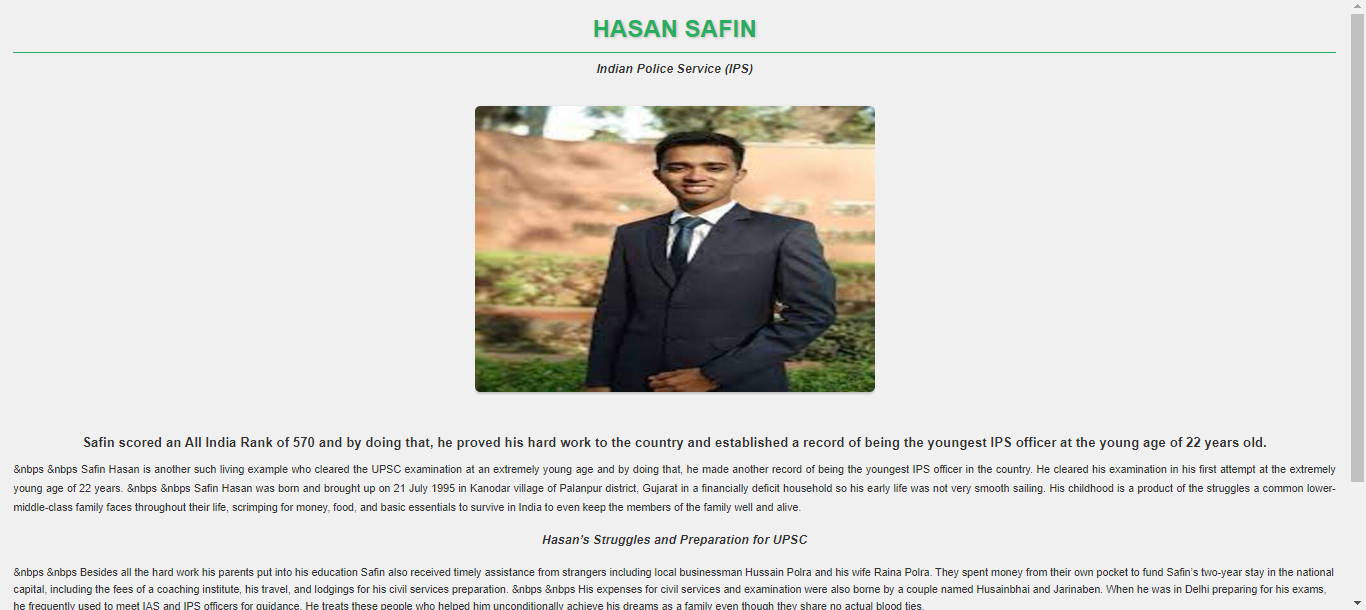 HASAN SAFIN
Indian Police Service (IPS)
Safin scored an All India Rank of 570 and by doing that, he proved his hard work to the country and established a record of being the youngest IPS officer at the young age of 22 years old.
&nbps &nbps Safin Hasan is another such living example who cleared the UPSC examination at an extremely young age and by doing that, he made another record of being the youngest IPS officer in the country. He cleared his examination in his first attempt at the extremely
young age of 22 years. &nbps &nbps Safin Hasan was born and brought up on 21 July 1995 in Kanodar village of Palanpur district, Gujarat in a financially deficit household so his early life was not very smooth sailing. His childhood is a product of the struggles a common lower-
middle-class family faces throughout their life, scrimping for money, food, and basic essentials to survive in India to even keep the members of the family well and alive.
Hasan's Struggles and Preparation for UPSC
&nbps &nbps Besides all the hard work his parents put into his education Safin also received timely assistance from strangers including local businessman Hussain Polra and his wife Raina Polra. They spent money from their own pocket to fund Safin's two-year stay in the national
capital, including the fees of a coaching institute, his travel, and lodgings for his civil services preparation. &nbps &nbps His expenses for civil services and examination were also borne by a couple named Husainbhai and Jarinaben. When he was in Delhi preparing for his exams,
he frequently used to meet IAS and IPS officers for guidance. He treats these people who helped him unconditionally achieve his dreams as a family even though they share no actual blood ties.